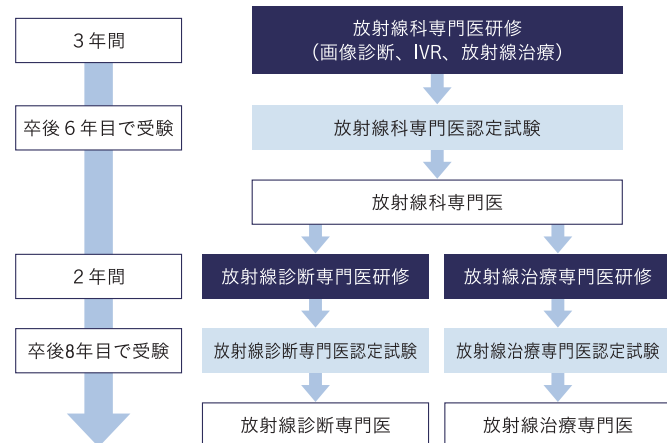 ３年間
放射線科専門医研修
（画像診断、IVR、放射線治療）
卒後６年目で受験
放射線科専門医認定試験
放射線科専門医
２年間
放射線診断専門医研修
放射線治療専門医研修
卒後8年目で受験
放射線診断専門医認定試験
放射線治療専門医認定試験
放射線診断専門医
放射線治療専門医